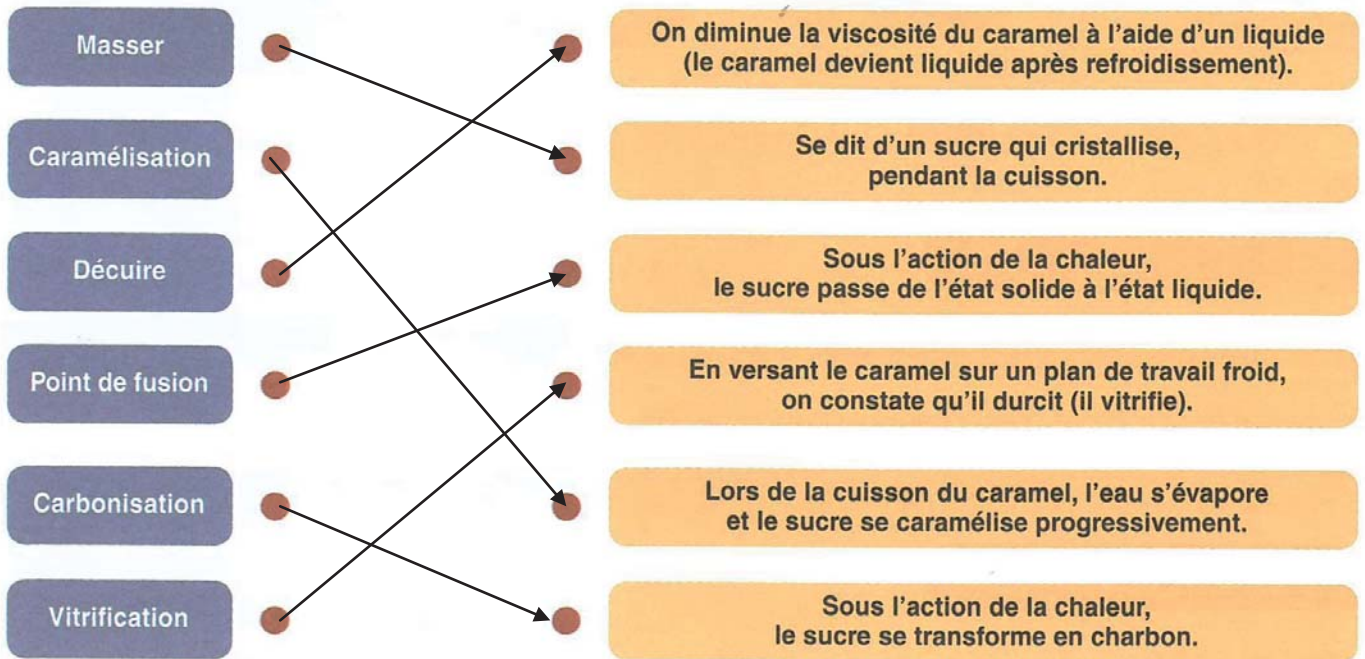 Masser
On diminue la viscosité du caramel à l'aide d'un liquide
(le caramel devient liquide après refroidissement).
Caramélisation
Se dit d'un sucre qui cristallise,
pendant la cuisson.
Décuire
Sous l'action de la chaleur,
le sucre passe de l'état solide à l'état liquide.
Point de fusion
En versant le caramel sur un plan de travail froid,
on constate qu'il durcit (il vitrifie).
Carbonisation
Lors de la cuisson du caramel, l'eau s'évapore
et le sucre se caramélise progressivement.
Vitrification
Sous l'action de la chaleur,
le sucre se transforme en charbon.